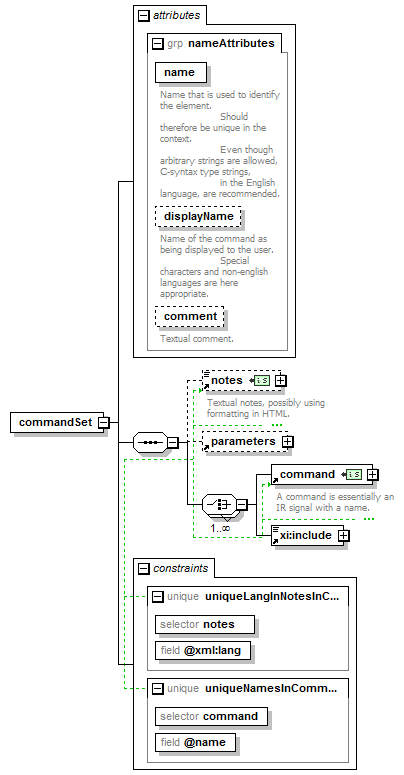 attributes
grp nameAttributes
name
Name that is used to identify
the element.
Should
therefore be unique in the
context.
Even though
arbitrary strings are allowed,
C-syntax type strings,
in the English
language, are recommended.
displayName
Name of the command as
being displayed to the user.
Special
characters and non-english
languages are here
appropriate.
comment
Textual comment.
commandSet
notes is
Textual notes, possibly using
formatting in HTML.
...
parameters
command is
A command is essentially an
IR signal with a name.
...
1..∞
xi:include
constraints
unique uniqueLangInNotesInC...
selector notes
field @xml:lang
unique uniqueNamesInComm...
selector command
field @name